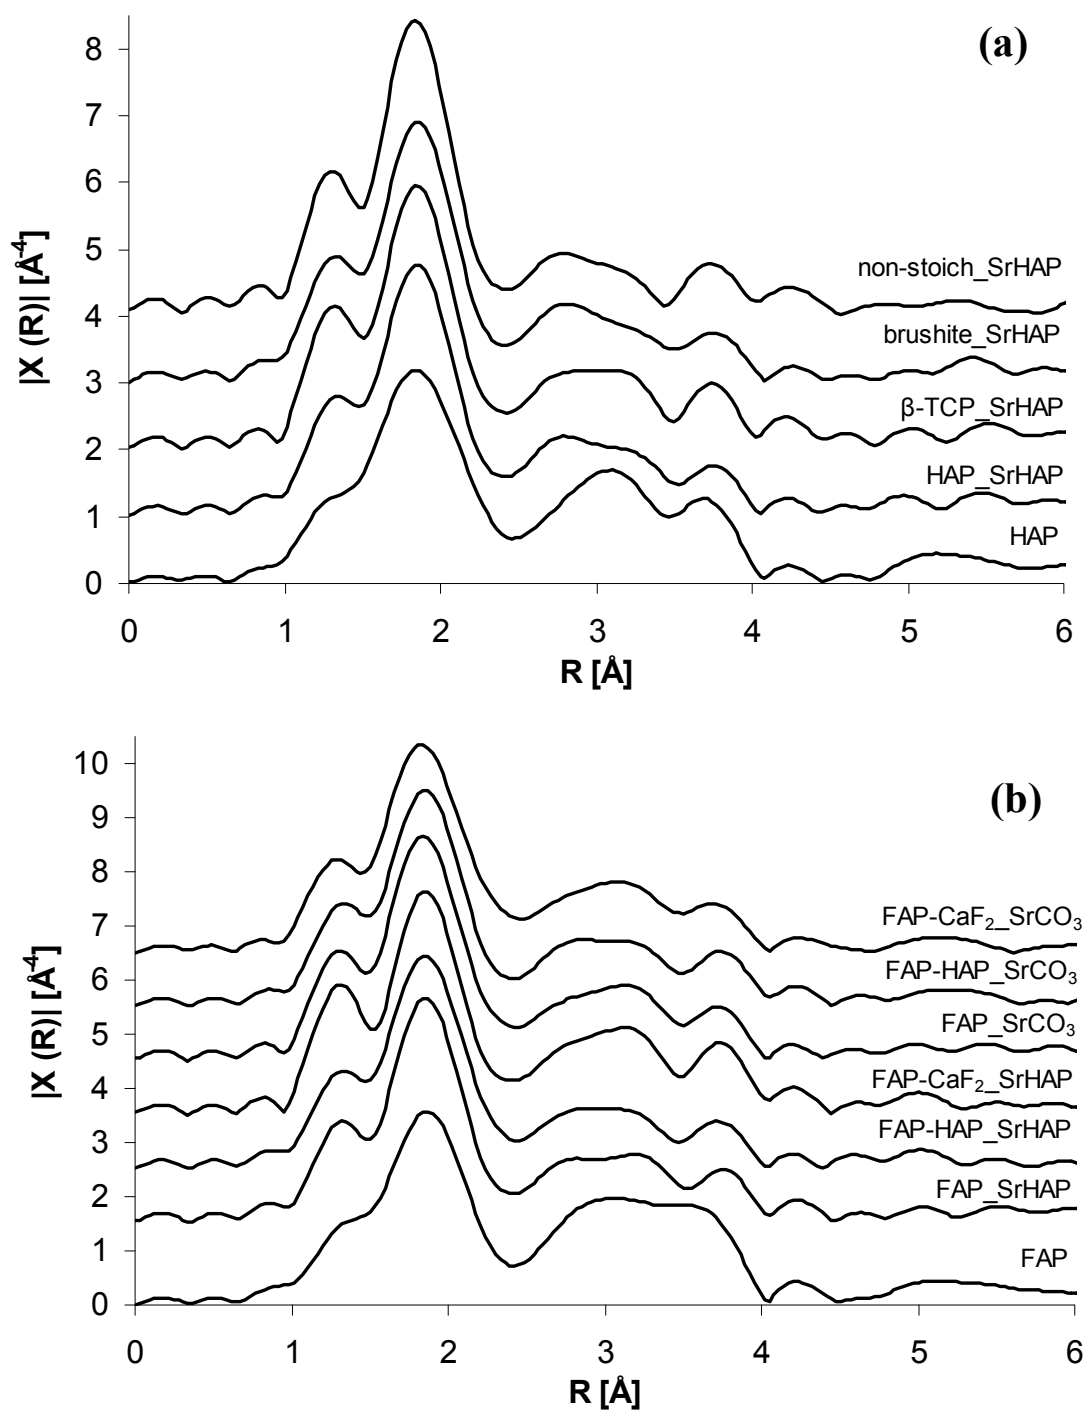 (a)
8
7
6
5
4
3
2
1
0
|X (R)| [Å⁻⁴]
non-stoich_SrHAP
brushite_SrHAP
β-TCP_SrHAP
HAP_SrHAP
HAP
0 1 2 3 4 5 6
R [Å]
(b)
10
9
8
7
6
5
4
3
2
1
0
|X (R)| [Å⁻⁴]
FAP-CaF₂_SrCO₃
FAP-HAP_SrCO₃
FAP_SrCO₃
FAP-CaF₂_SrHAP
FAP-HAP_SrHAP
FAP_SrHAP
FAP
0 1 2 3 4 5 6
R [Å]